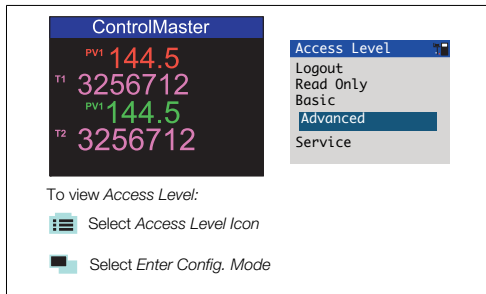 ControlMaster
PV1 144.5
T1 3256712
PV1 144.5
T2 3256712
Access Level
Logout
Read Only
Basic
Advanced
Service
To view Access Level:
Select Access Level Icon
Select Enter Config. Mode